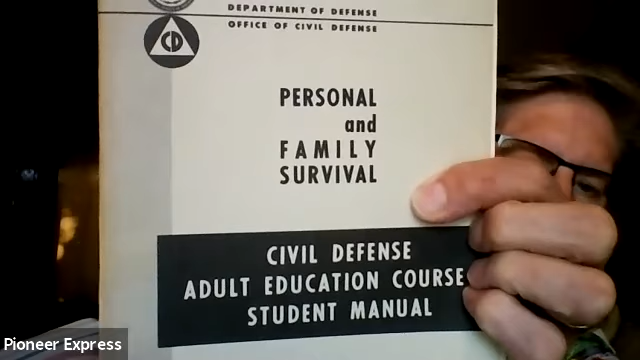 DEPARTMENT OF DEFENSE
OFFICE OF CIVIL DEFENSE
CD
PERSONAL
and
FAMILY
SURVIVAL
CIVIL DEFENSE
ADULT EDUCATION COURSE
STUDENT MANUAL
Pioneer Express